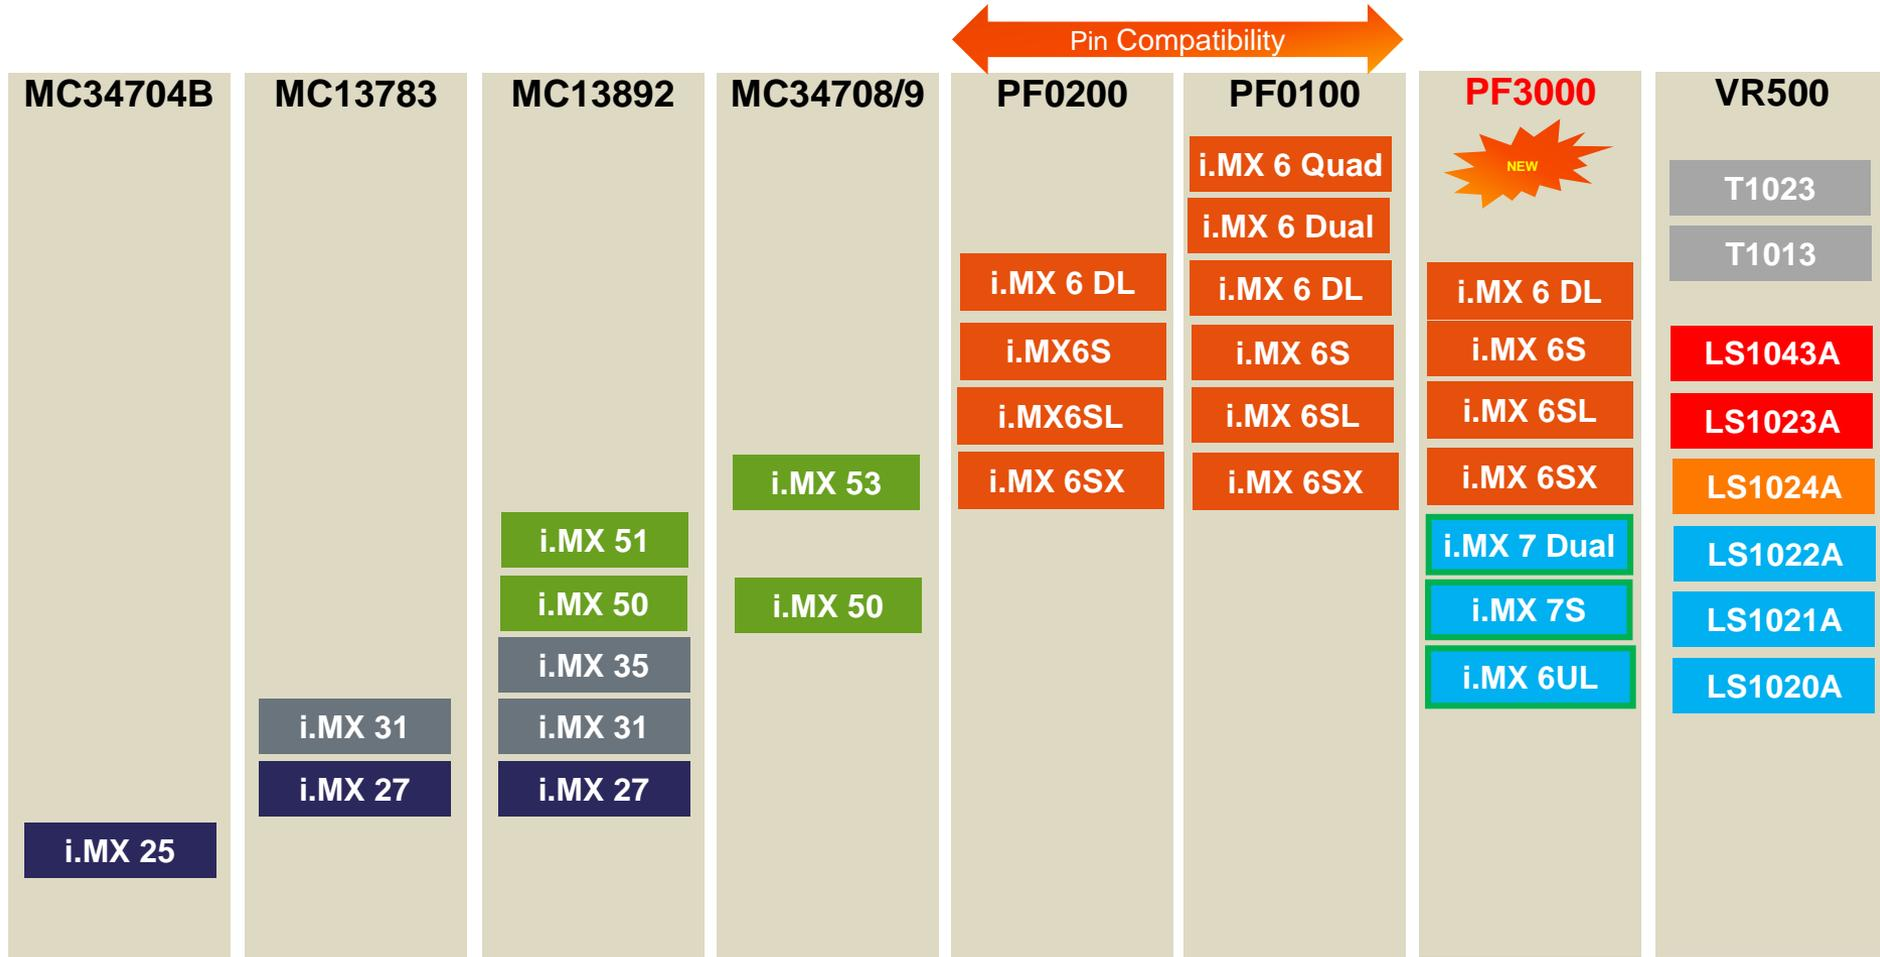 Pin Compatibility
MC34704B
i.MX 25
MC13783
i.MX 31
i.MX 27
MC13892
i.MX 51
i.MX 50
i.MX 35
i.MX 31
i.MX 27
MC34708/9
i.MX 53
i.MX 50
PF0200
i.MX 6 DL
i.MX6S
i.MX6SL
i.MX 6SX
PF0100
i.MX 6 Quad
i.MX 6 Dual
i.MX 6 DL
i.MX 6S
i.MX 6SL
i.MX 6SX
PF3000
NEW
i.MX 6 DL
i.MX 6S
i.MX 6SL
i.MX 6SX
i.MX 7 Dual
i.MX 7S
i.MX 6UL
VR500
T1023
T1013
LS1043A
LS1023A
LS1024A
LS1022A
LS1021A
LS1020A